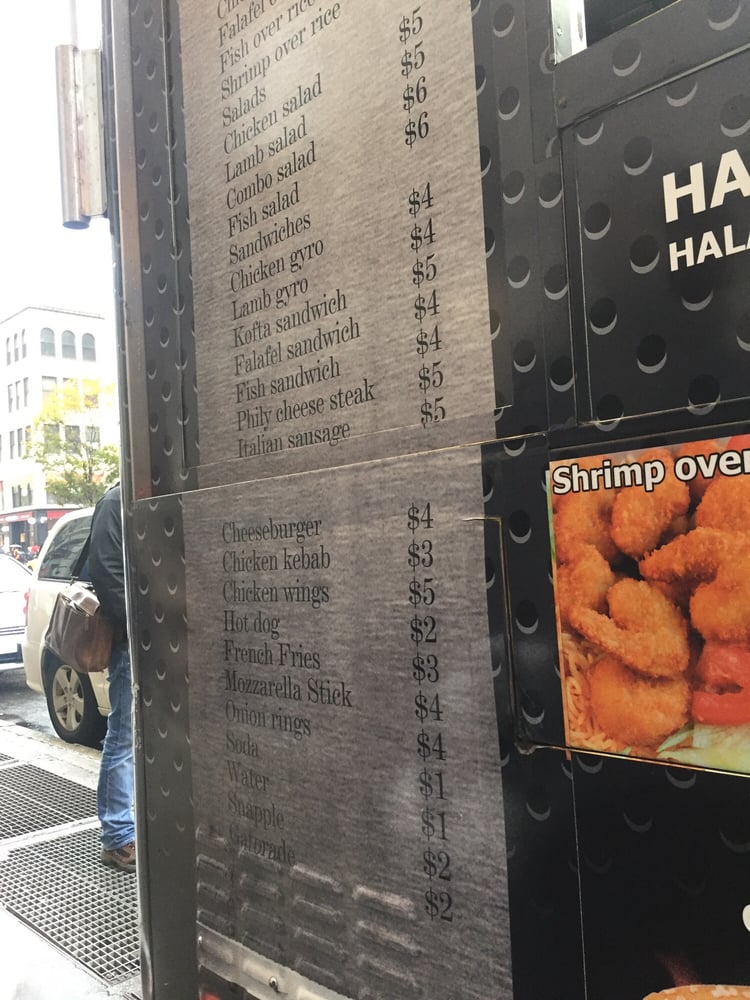 Falafel
Fish over rice
Shrimp over rice
Salads
Chicken salad $5
Lamb salad $5
Combo salad $6
Fish salad $6
Sandwiches
Chicken gyro $4
Lamb gyro $4
Kofta sandwich $5
Falafel sandwich $4
Fish sandwich $4
Phily cheese steak $5
Italian sausage $5
Cheeseburger $4
Chicken kebab $3
Chicken wings $5
Hot dog $2
French Fries $3
Mozzarella Stick $4
Onion rings $4
Soda $1
Water $1
Snapple $2
Gatorade $2
HA
HALA
Shrimp over